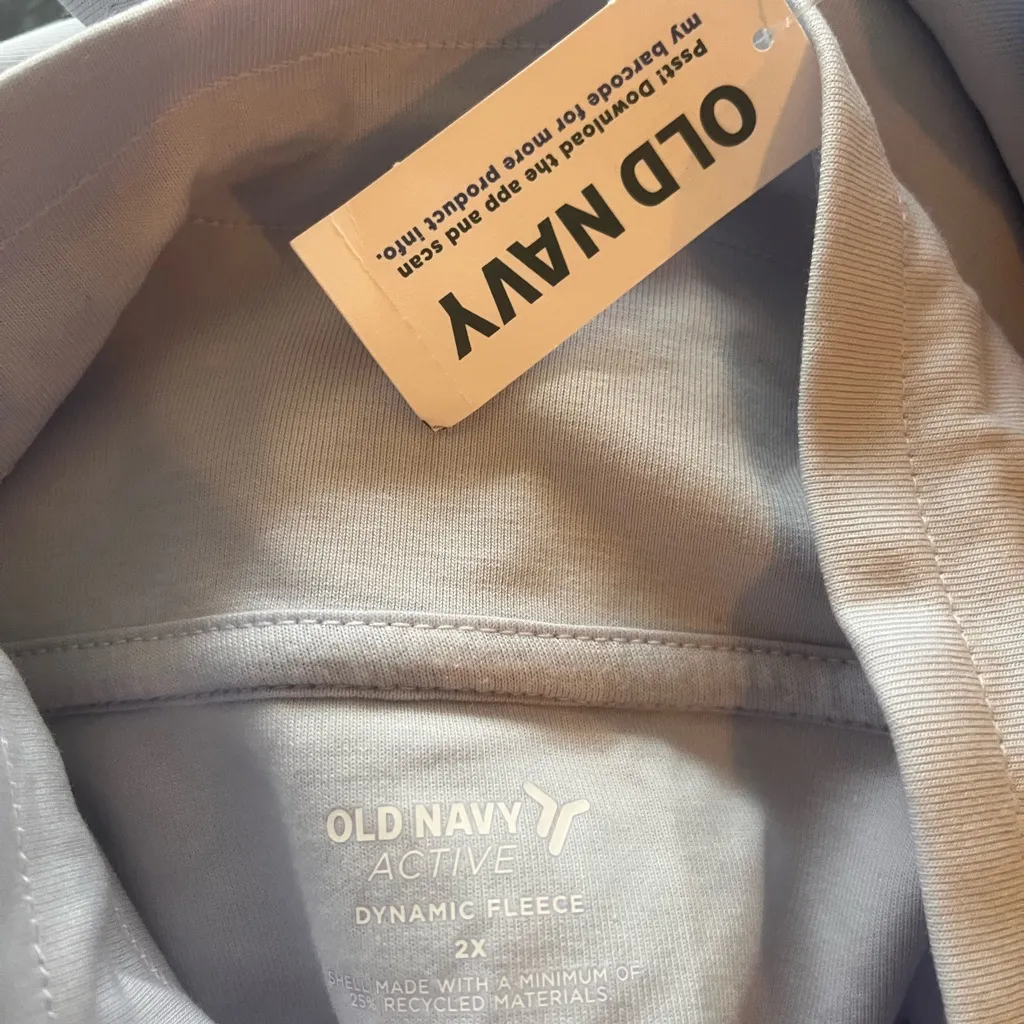 OLD NAVY
Psst! Download the app and scan
my barcode for more product info.
OLD NAVY
ACTIVE
DYNAMIC FLEECE
2X
SHELL MADE WITH A MINIMUM OF
25% RECYCLED MATERIALS